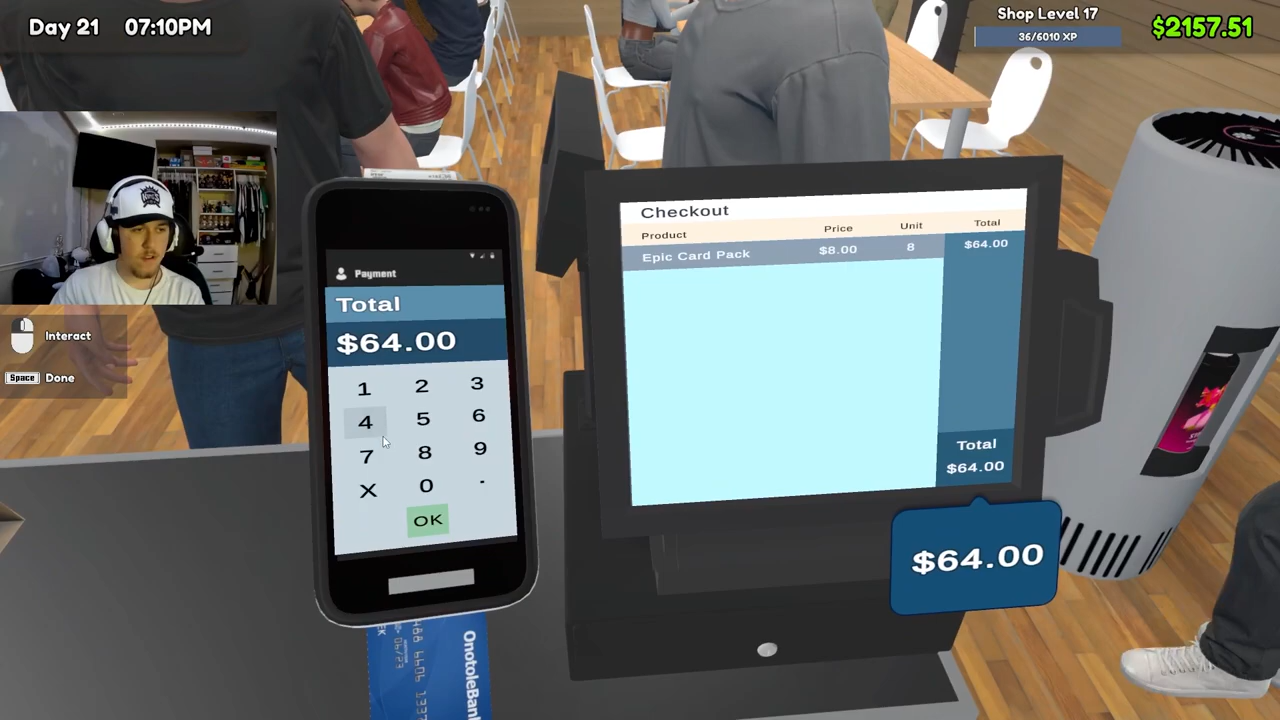 Day 21 07:10PM
Shop Level 17
36/6010 XP
$2157.51
Interact
Space Done
Payment
Total
$64.00
1 2 3
4 5 6
7 8 9
X 0 .
OK
Checkout
Product Price Unit Total
Epic Card Pack $8.00 8 $64.00
Total
$64.00
$64.00
OnotoleBank